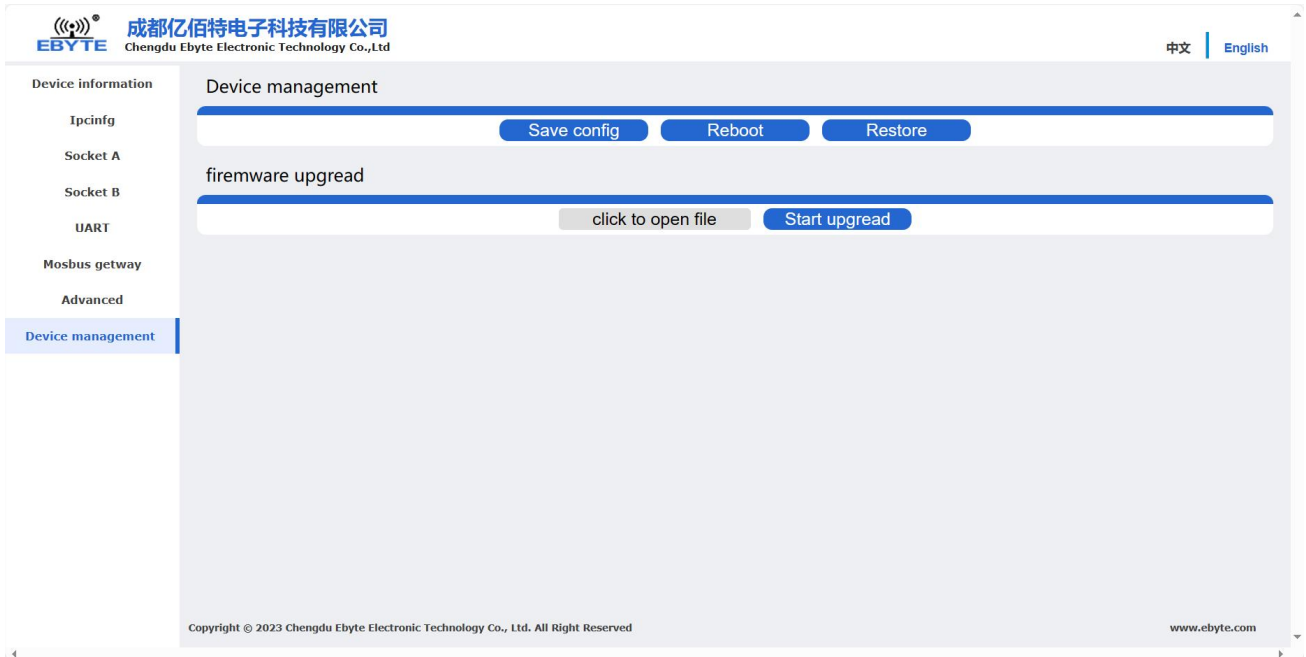 EBYTE ®
成都亿佰特电子科技有限公司
Chengdu Ebyte Electronic Technology Co.,Ltd
中文 English
Device information
Ipcinfg
Socket A
Socket B
UART
Mosbus getway
Advanced
Device management
Device management
Save config Reboot Restore
firemware upgread
click to open file Start upgread
Copyright © 2023 Chengdu Ebyte Electronic Technology Co., Ltd. All Right Reserved
www.ebyte.com